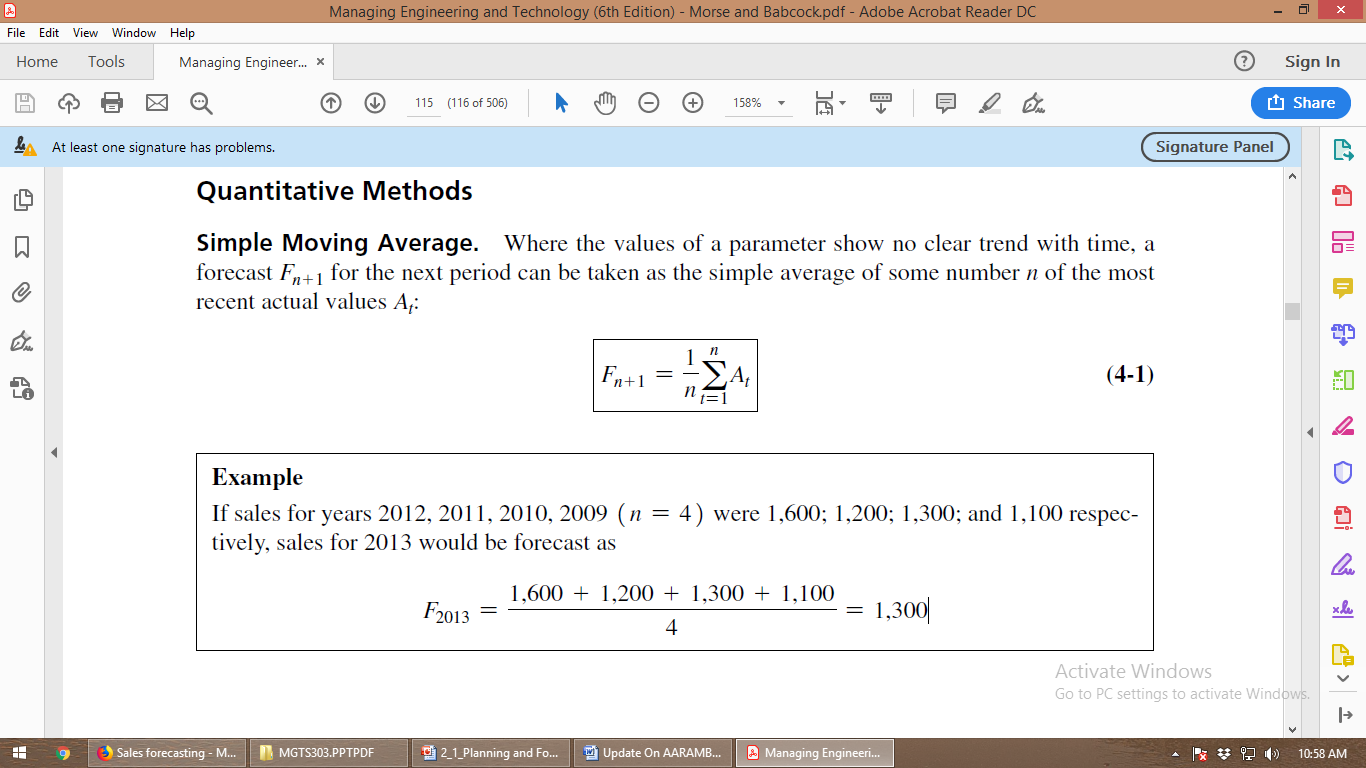 Managing Engineering and Technology (6th Edition) - Morse and Babcock.pdf - Adobe Acrobat Reader DC
File Edit View Window Help
Home Tools Managing Engineer... × ? Sign In
115 (116 of 506) 158% Share
At least one signature has problems. Signature Panel
Quantitative Methods
Simple Moving Average. Where the values of a parameter show no clear trend with time, a
forecast Fn+1 for the next period can be taken as the simple average of some number n of the most
recent actual values At:
Fn+1 = 1/n ∑ t=1 n At (4-1)
Example
If sales for years 2012, 2011, 2010, 2009 (n = 4) were 1,600; 1,200; 1,300; and 1,100 respec-
tively, sales for 2013 would be forecast as
F2013 = 1,600 + 1,200 + 1,300 + 1,100 / 4 = 1,300
Activate Windows
Go to PC settings to activate Windows.
Sales forecasting - M... MGTS303.PPTPDF 2_1_Planning and Fo... Update On AARAMB... Managing Engineeri... 10:58 AM